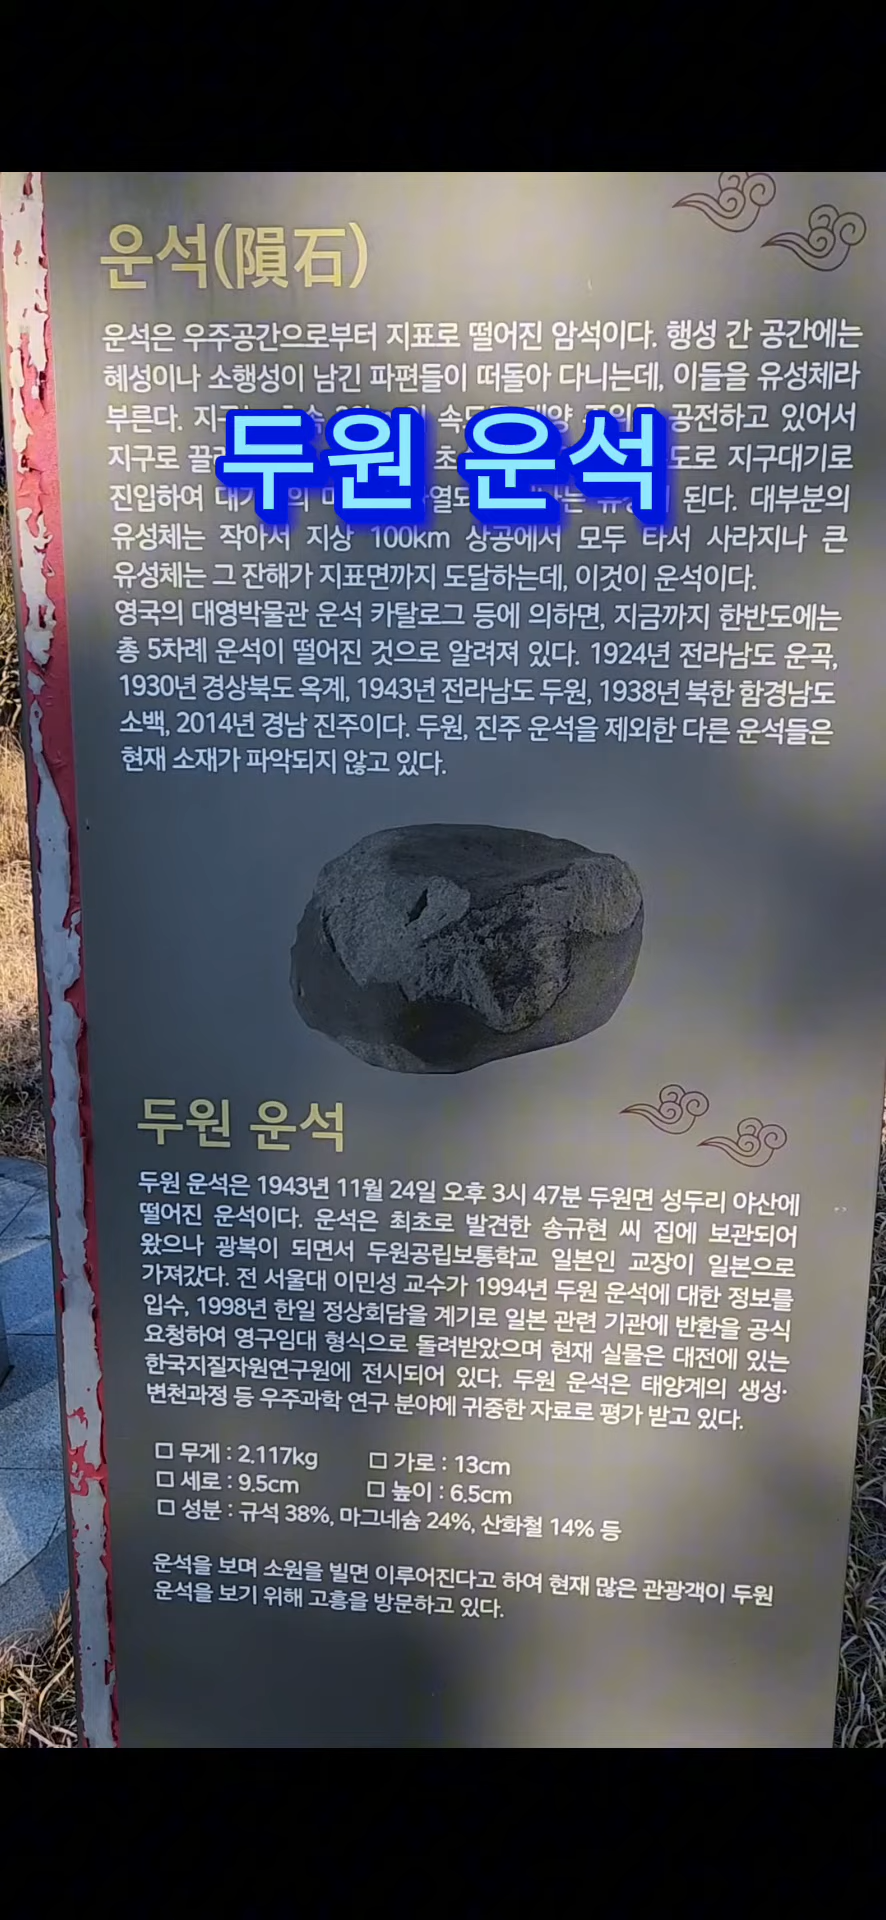 운석(隕石)
운석은 우주공간으로부터 지표로 떨어진 암석이다. 행성 간 공간에는
혜성이나 소행성이 남긴 파편들이 떠돌아 다니는데, 이들을 유성체라
부른다. 속도 공전하고 있어서
두원 운석
지구로 지구대기로
진입하여 된다. 대부분의
유성체는 작아서 지상 100km 상공에서 모두 타서 사라지나 큰
유성체는 그 잔해가 지표면까지 도달하는데, 이것이 운석이다.
영국의 대영박물관 운석 카탈로그 등에 의하면, 지금까지 한반도에는
총 5차례 운석이 떨어진 것으로 알려져 있다. 1924년 전라남도 운곡,
1930년 경상북도 옥계, 1943년 전라남도 두원, 1938년 북한 함경남도
소백, 2014년 경남 진주이다. 두원, 진주 운석을 제외한 다른 운석들은
현재 소재가 파악되지 않고 있다.
두원 운석
두원 운석은 1943년 11월 24일 오후 3시 47분 두원면 성두리 야산에
떨어진 운석이다. 운석은 최초로 발견한 송규현 씨 집에 보관되어
왔으나 광복이 되면서 두원공립보통학교 일본인 교장이 일본으로
가져갔다. 전 서울대 이민성 교수가 1994년 두원 운석에 대한 정보를
입수, 1998년 한일 정상회담을 계기로 일본 관련 기관에 반환을 공식
요청하여 영구임대 형식으로 돌려받았으며 현재 실물은 대전에 있는
한국지질자원연구원에 전시되어 있다. 두원 운석은 태양계의 생성·
변천과정 등 우주과학 연구 분야에 귀중한 자료로 평가 받고 있다.
□ 무게 : 2.117kg □ 가로 : 13cm
□ 세로 : 9.5cm □ 높이 : 6.5cm
□ 성분 : 규석 38%, 마그네슘 24%, 산화철 14% 등
운석을 보며 소원을 빌면 이루어진다고 하여 현재 많은 관광객이 두원
운석을 보기 위해 고흥을 방문하고 있다.